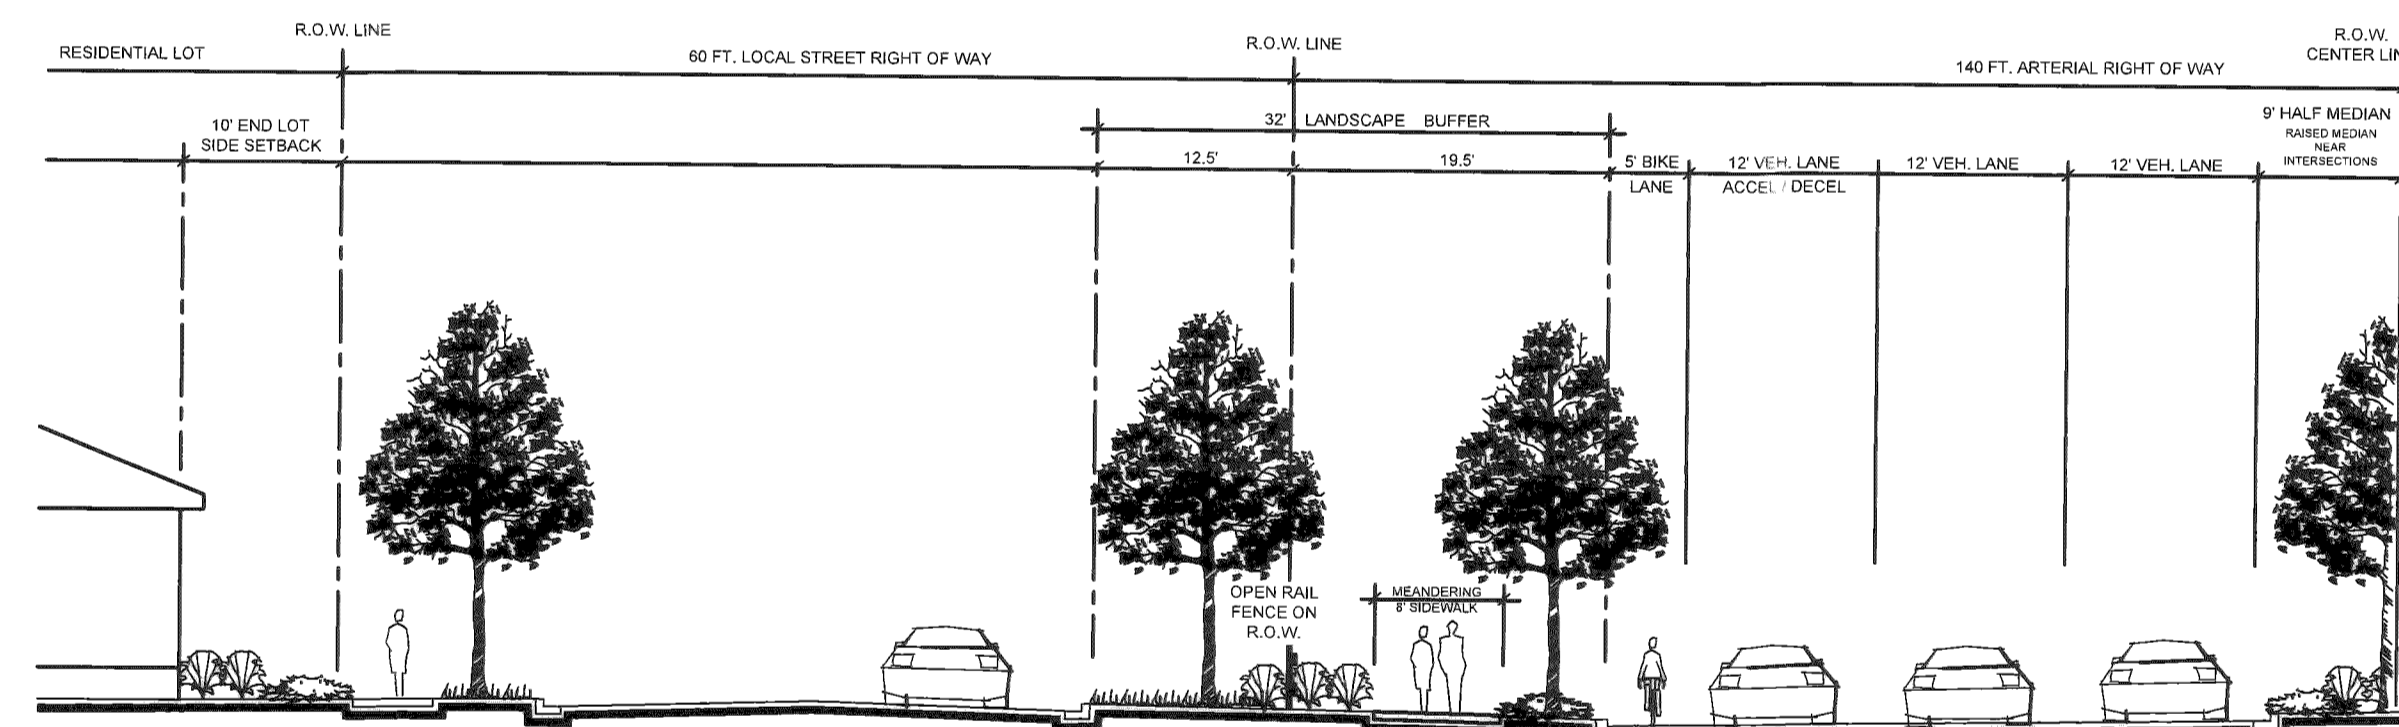 R.O.W. LINE
RESIDENTIAL LOT
60 FT. LOCAL STREET RIGHT OF WAY
R.O.W. LINE
140 FT. ARTERIAL RIGHT OF WAY
R.O.W.
CENTER LIN
10' END LOT
SIDE SETBACK
32' LANDSCAPE BUFFER
12.5'
19.5'
5' BIKE
LANE
12' VEH. LANE
ACCEL / DECEL
12' VEH. LANE
12' VEH. LANE
9' HALF MEDIAN
RAISED MEDIAN
NEAR
INTERSECTIONS
OPEN RAIL
FENCE ON
R.O.W.
MEANDERING
8' SIDEWALK